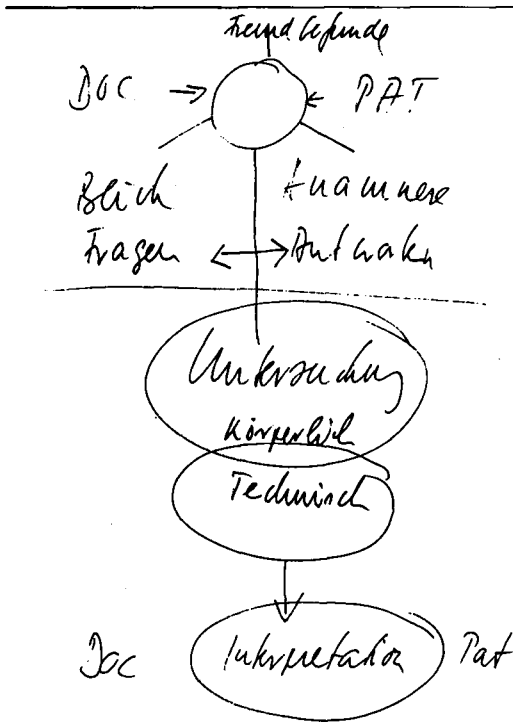 Fremdbefunde
DOC PAT
Blick Anamnese
Fragen Antworten
Untersuchung
Körperlich
Technisch
Doc Interpretation Pat